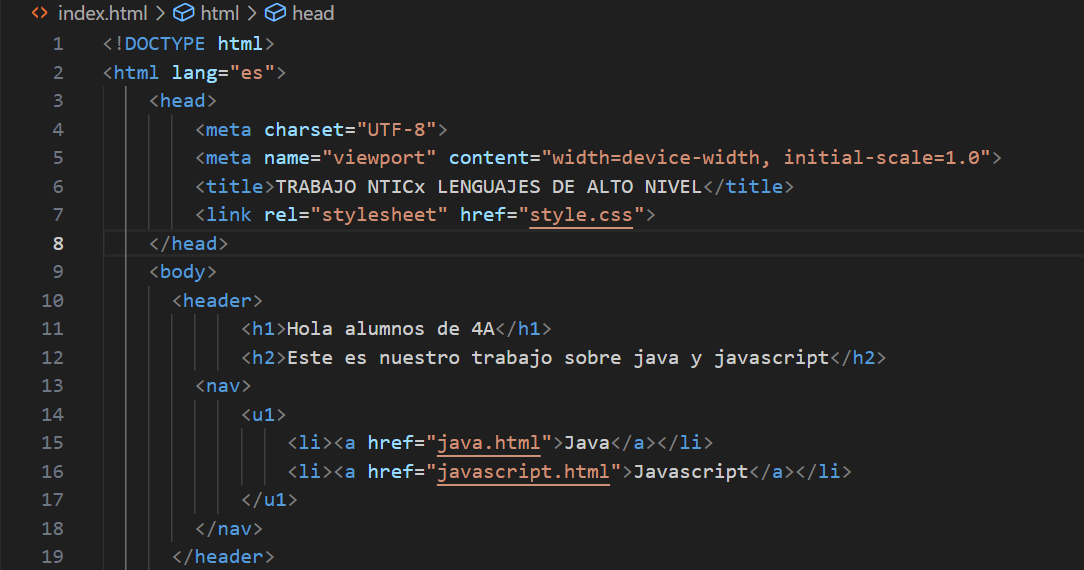 index.html > html > head
1 <!DOCTYPE html>
2 <html lang="es">
3 <head>
4 <meta charset="UTF-8">
5 <meta name="viewport" content="width=device-width, initial-scale=1.0">
6 <title>TRABAJO NTICx LENGUAJES DE ALTO NIVEL</title>
7 <link rel="stylesheet" href="style.css">
8 </head>
9 <body>
10 <header>
11 <h1>Hola alumnos de 4A</h1>
12 <h2>Este es nuestro trabajo sobre java y javascript</h2>
13 <nav>
14 <u1>
15 <li><a href="java.html">Java</a></li>
16 <li><a href="javascript.html">Javascript</a></li>
17 </u1>
18 </nav>
19 </header>